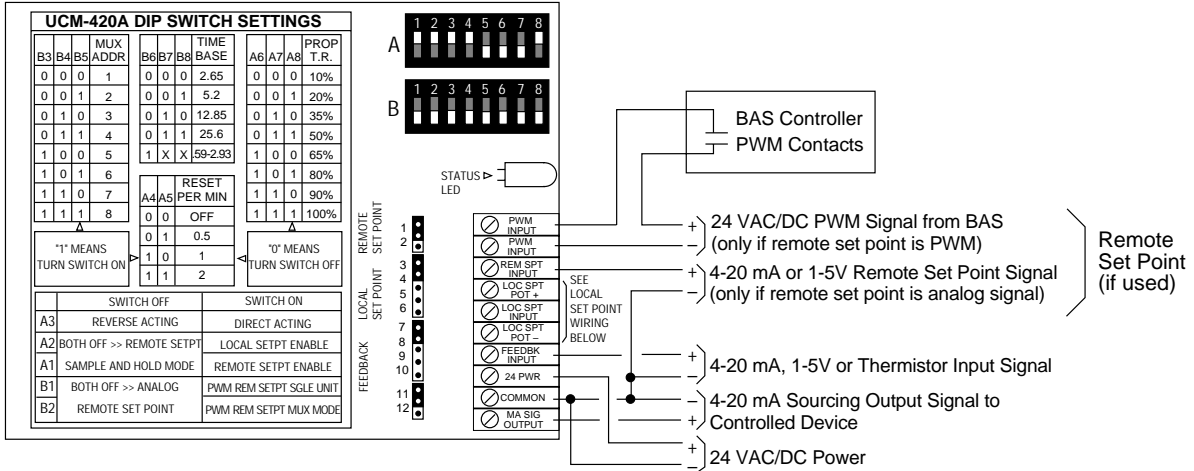 UCM-420A DIP SWITCH SETTINGS
B3 B4 B5 MUX ADDR
0 0 0 1
0 0 1 2
0 1 0 3
0 1 1 4
1 0 0 5
1 0 1 6
1 1 0 7
1 1 1 8
B6 B7 B8 TIME BASE
0 0 0 2.65
0 0 1 5.2
0 1 0 12.85
0 1 1 25.6
1 X X .59-2.93
A6 A7 A8 PROP T.R.
0 0 0 10%
0 0 1 20%
0 1 0 35%
0 1 1 50%
1 0 0 65%
1 0 1 80%
1 1 0 90%
1 1 1 100%
A4 A5 RESET PER MIN
0 0 OFF
0 1 0.5
1 0 1
1 1 2
"1" MEANS
TURN SWITCH ON
"0" MEANS
TURN SWITCH OFF
SWITCH OFF SWITCH ON
A3 REVERSE ACTING DIRECT ACTING
A2 BOTH OFF >> REMOTE SETPT LOCAL SETPT ENABLE
A1 SAMPLE AND HOLD MODE REMOTE SETPT ENABLE
B1 BOTH OFF >> ANALOG PWM REM SETPT SGLE UNIT
B2 REMOTE SET POINT PWM REM SETPT MUX MODE
A
1 2 3 4 5 6 7 8
B
1 2 3 4 5 6 7 8
STATUS
LED
REMOTE
SET POINT
LOCAL
SET POINT
FEEDBACK
1
2
3
4
5
6
7
8
9
10
11
12
PWM
INPUT
PWM
INPUT
REM SPT
INPUT
LOC SPT
POT +
LOC SPT
INPUT
LOC SPT
POT –
FEEDBK
INPUT
24 PWR
COMMON
MA SIG
OUTPUT
SEE
LOCAL
SET POINT
WIRING
BELOW
BAS Controller
PWM Contacts
+ 24 VAC/DC PWM Signal from BAS
– (only if remote set point is PWM)
+ 4-20 mA or 1-5V Remote Set Point Signal
– (only if remote set point is analog signal)
Remote
Set Point
(if used)
+
– 4-20 mA, 1-5V or Thermistor Input Signal
– 4-20 mA Sourcing Output Signal to
+ Controlled Device
+
– 24 VAC/DC Power